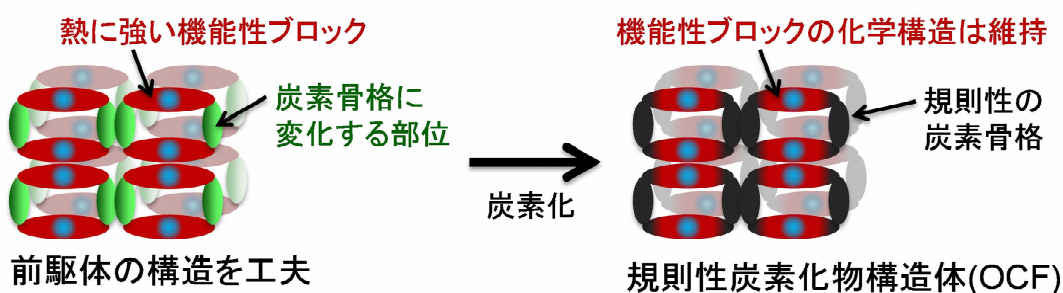 熱に強い機能性ブロック
炭素骨格に
変化する部位
前駆体の構造を工夫
炭素化
機能性ブロックの化学構造は維持
規則性の
炭素骨格
規則性炭素化物構造体(OCF)